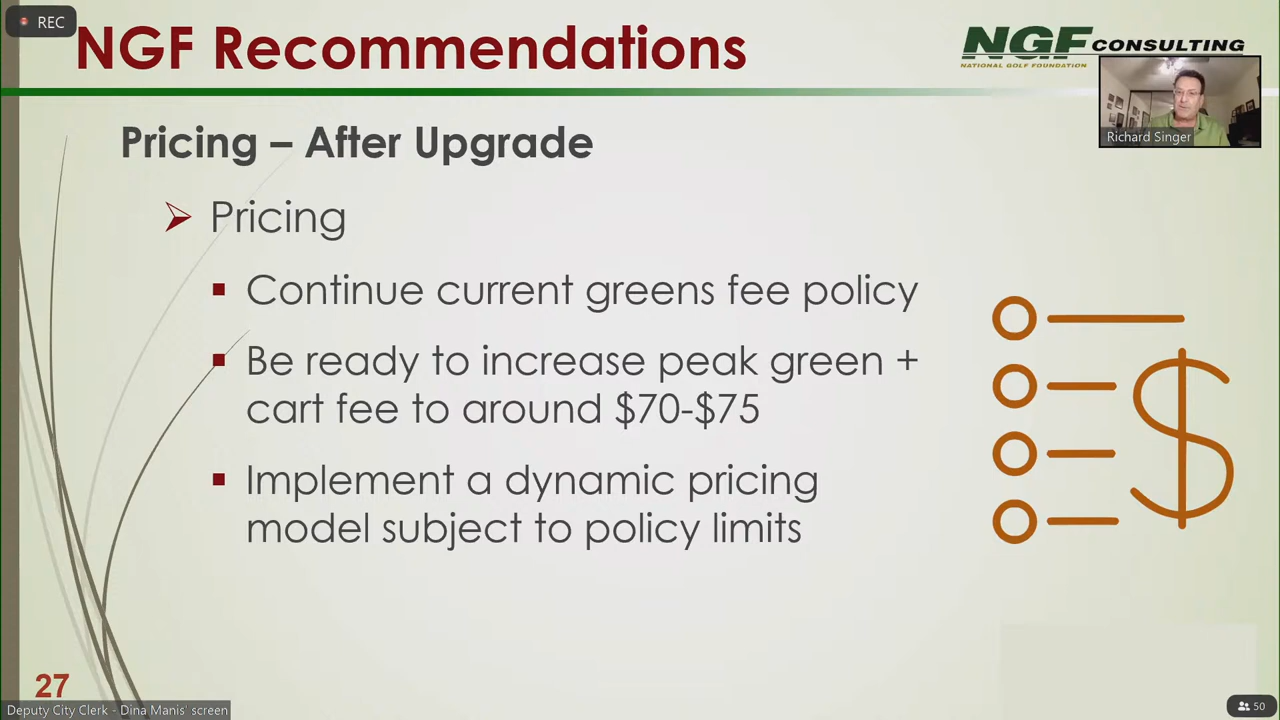 REC
NGF Recommendations
NGF CONSULTING
NATIONAL GOLF FOUNDATION
Richard Singer
Pricing – After Upgrade
Pricing
Continue current greens fee policy
Be ready to increase peak green +
cart fee to around $70-$75
Implement a dynamic pricing
model subject to policy limits
$
27
Deputy City Clerk - Dina Manis' screen
50